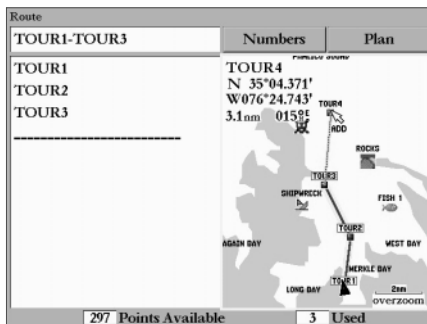 Route
TOUR1-TOUR3
Numbers
Plan
TOUR1
TOUR2
TOUR3
TOUR4
N 35°04.371'
W076°24.743'
3.1nm 015°
TOUR4
ADD
ROCKS
TOUR3
SHIPWRECK
FISH 1
TOUR2
AGAIN BAY
WEST BAY
MERKLE BAY
TOUR1
LONG BAY
2nm
overzoom
297 Points Available
3 Used